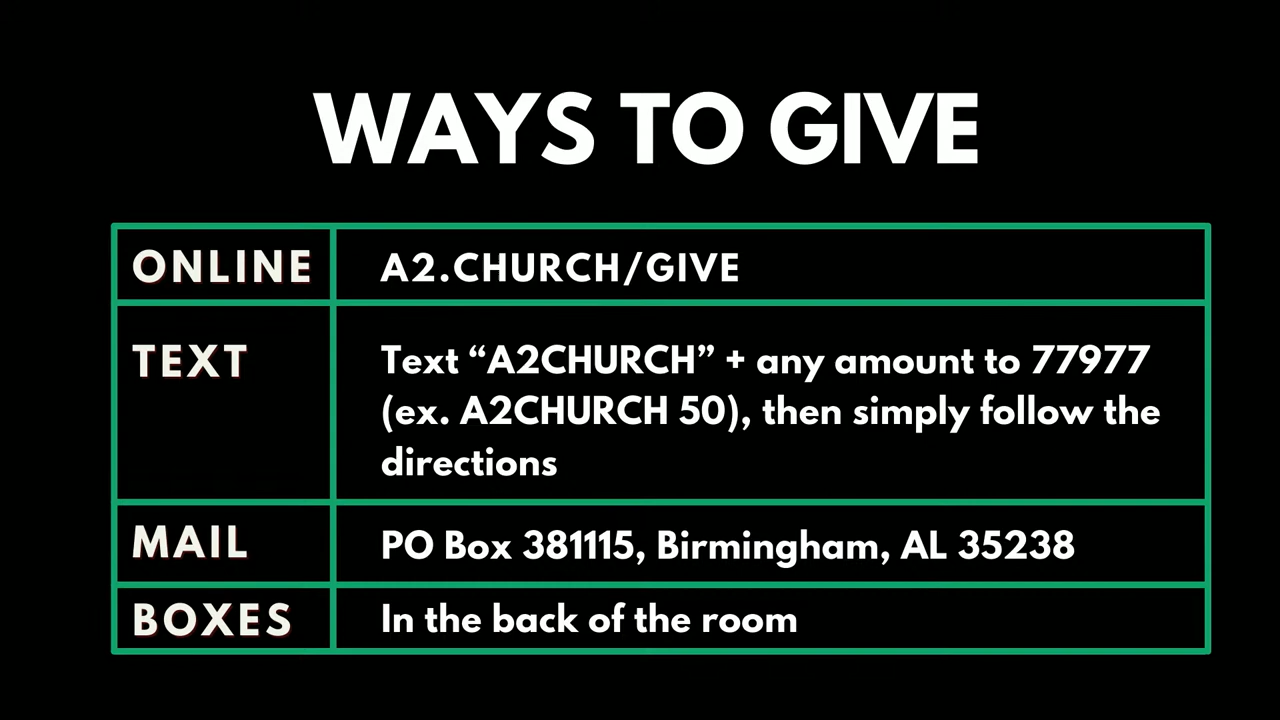 WAYS TO GIVE
ONLINE
A2.CHURCH/GIVE
TEXT
Text “A2CHURCH” + any amount to 77977
(ex. A2CHURCH 50), then simply follow the
directions
MAIL
PO Box 381115, Birmingham, AL 35238
BOXES
In the back of the room